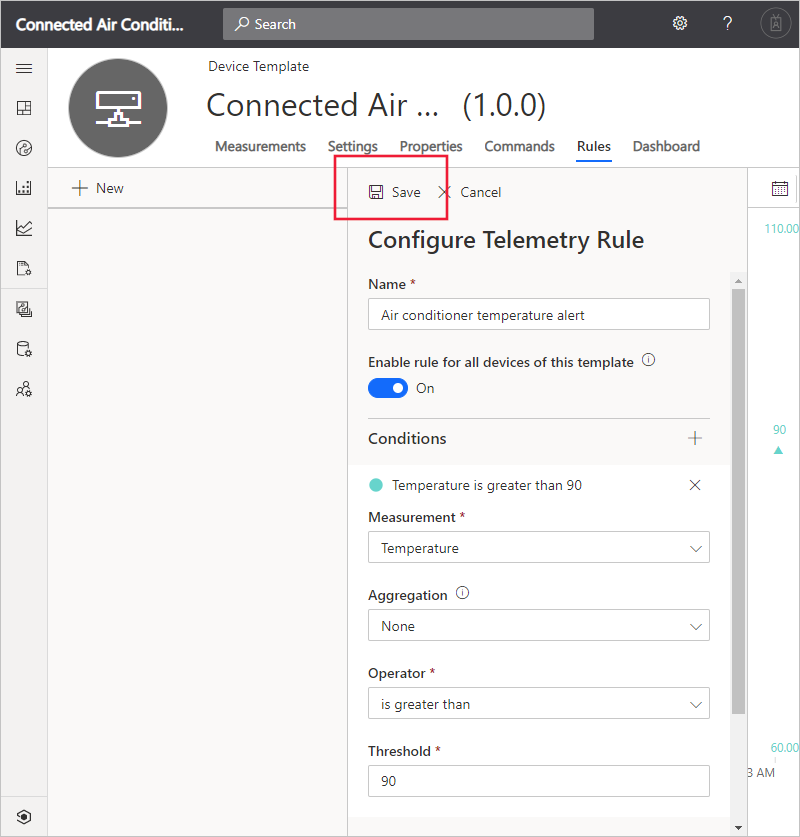 Connected Air Conditi...
Search
?
Device Template
Connected Air ... (1.0.0)
Measurements Settings Properties Commands Rules Dashboard
New
Save Cancel
110.00
Configure Telemetry Rule
Name *
Air conditioner temperature alert
Enable rule for all devices of this template
On
90
Conditions
Temperature is greater than 90
Measurement *
Temperature
Aggregation
None
Operator *
is greater than
Threshold *
60.00
3 AM
90